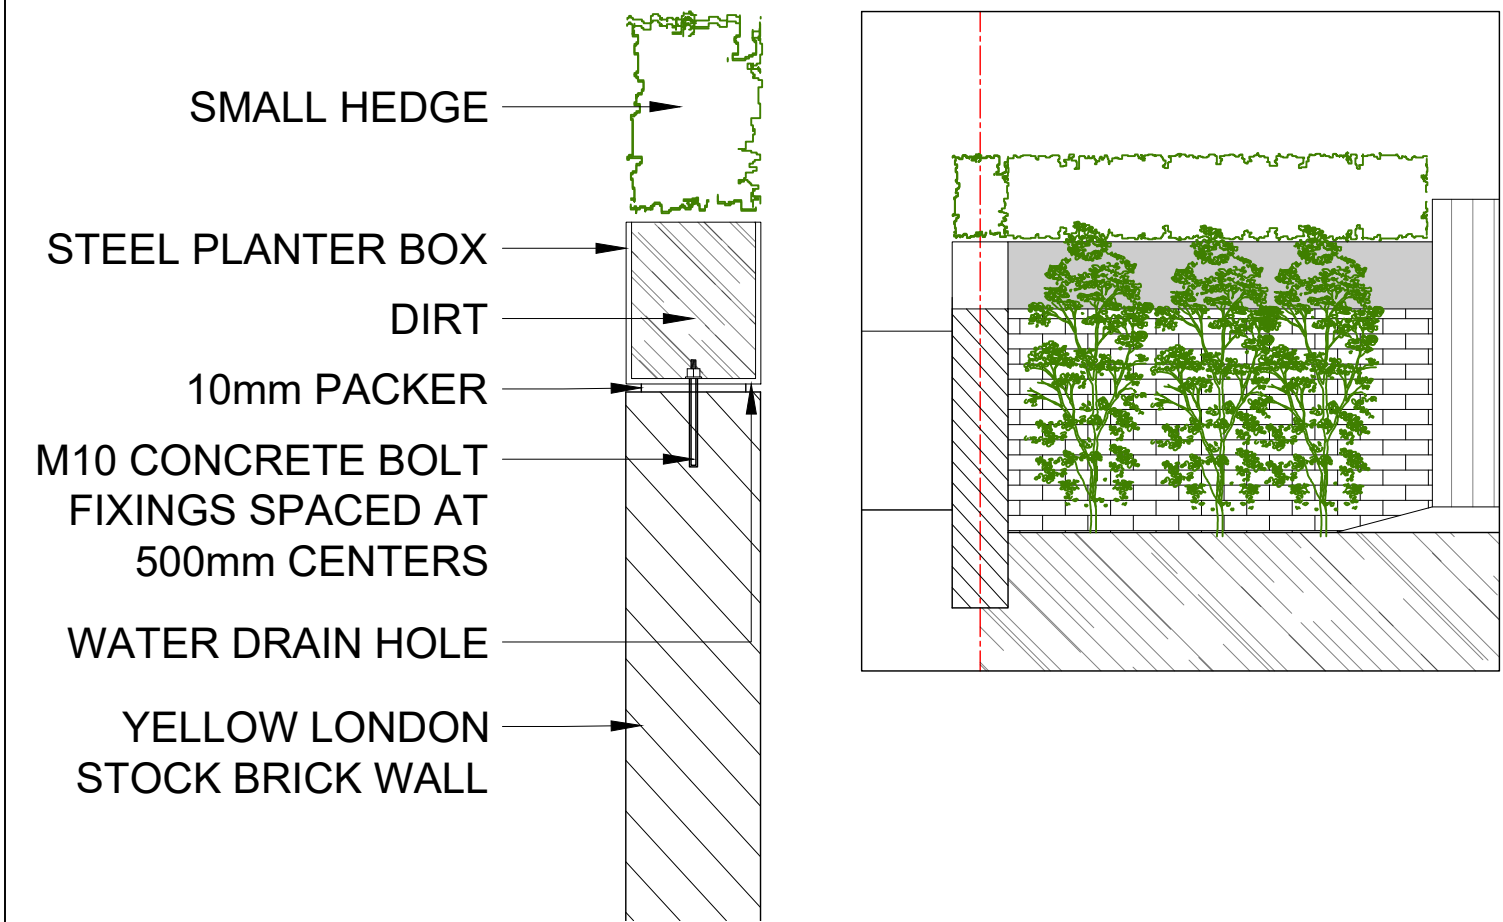 SMALL HEDGE
STEEL PLANTER BOX
DIRT
10mm PACKER
M10 CONCRETE BOLT
FIXINGS SPACED AT
500mm CENTERS
WATER DRAIN HOLE
YELLOW LONDON
STOCK BRICK WALL